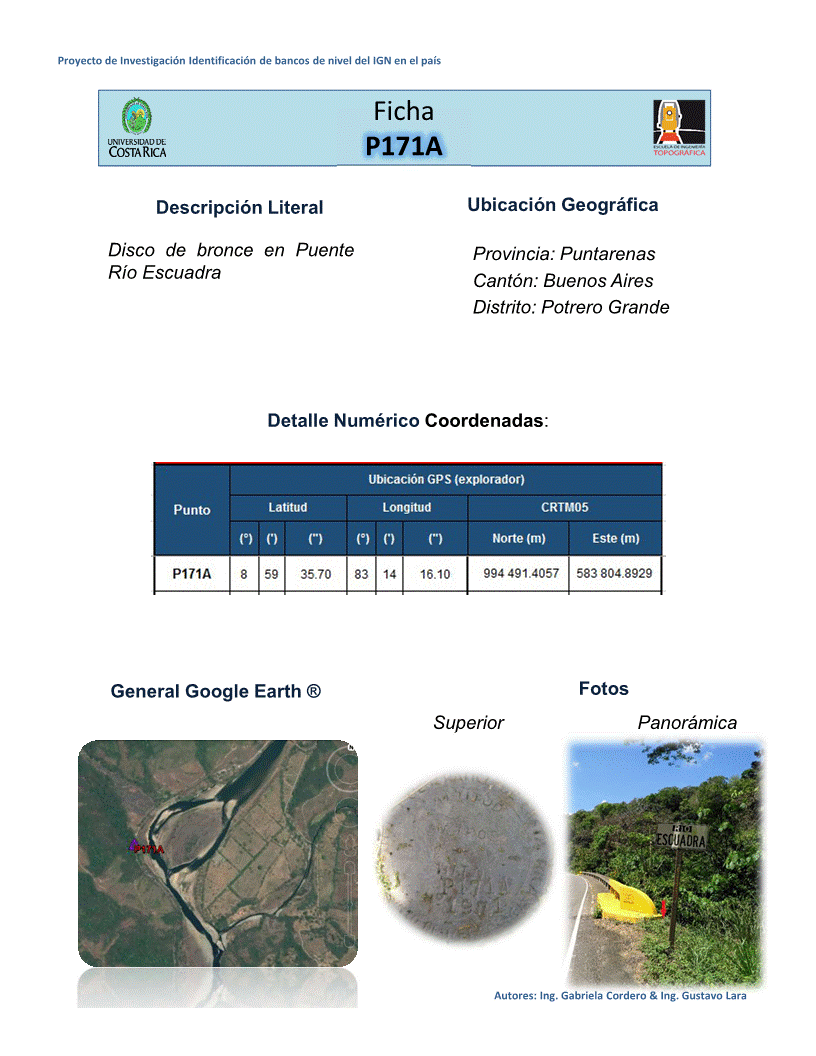 Proyecto de Investigación Identificación de bancos de nivel del IGN en el país
Ficha
P171A
UNIVERSIDAD DE
COSTA RICA
ESCUELA DE INGENIERÍA
TOPOGRÁFICA
Descripción Literal
Disco de bronce en Puente
Río Escuadra
Ubicación Geográfica
Provincia: Puntarenas
Cantón: Buenos Aires
Distrito: Potrero Grande
Detalle Numérico Coordenadas:
Punto
Ubicación GPS (explorador)
Latitud Longitud CRTM05
(°) (') (") (°) (') (") Norte (m) Este (m)
P171A 8 59 35.70 83 14 16.10 994 491.4057 583 804.8929
General Google Earth ®
P171A
Fotos
Superior
1971
Panorámica
RIO
ESCUADRA
Autores: Ing. Gabriela Cordero & Ing. Gustavo Lara